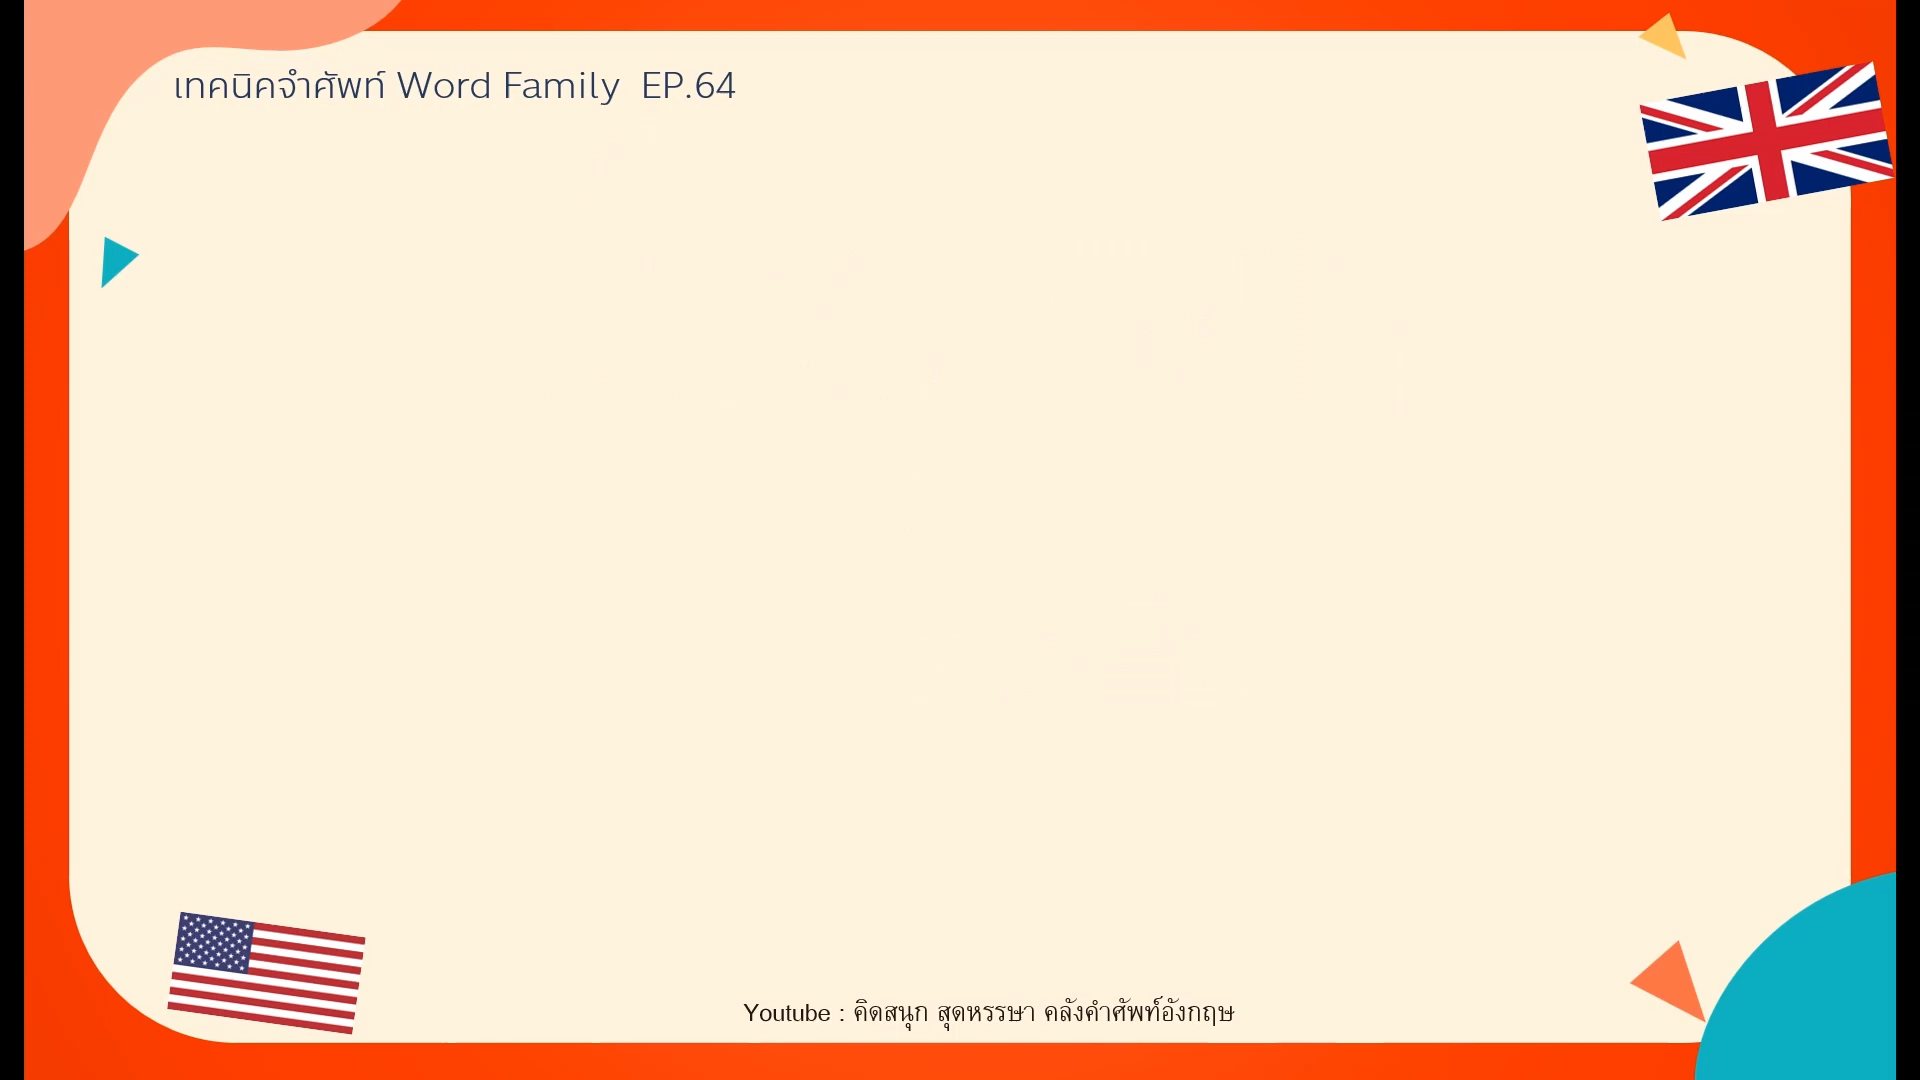 เทคนิคจำศัพท์ Word Family EP.64
Youtube : คิดสนุก สุดหรรษา คลังคำศัพท์อังกฤษ